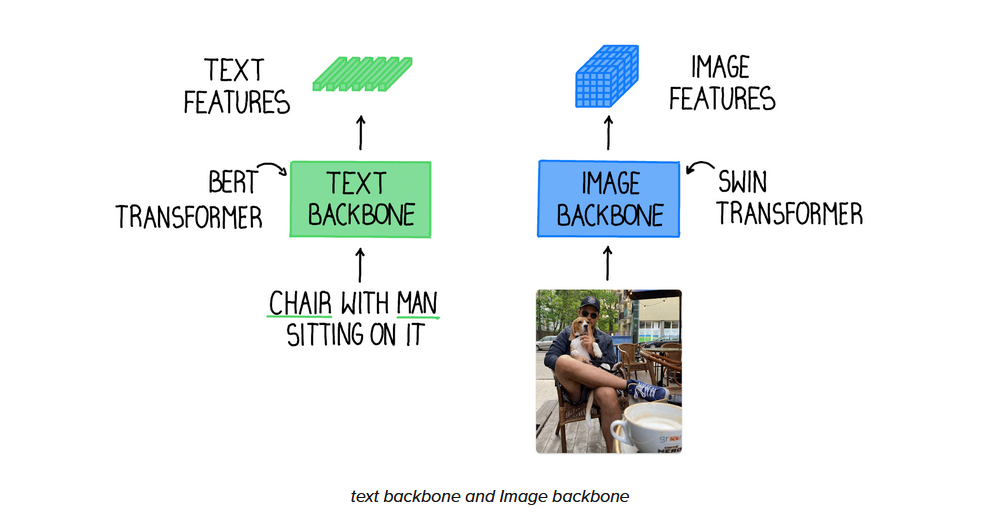 TEXT
FEATURES
IMAGE
FEATURES
BERT
TRANSFORMER
TEXT
BACKBONE
IMAGE
BACKBONE
SWIN
TRANSFORMER
CHAIR WITH MAN
SITTING ON IT
text backbone and Image backbone